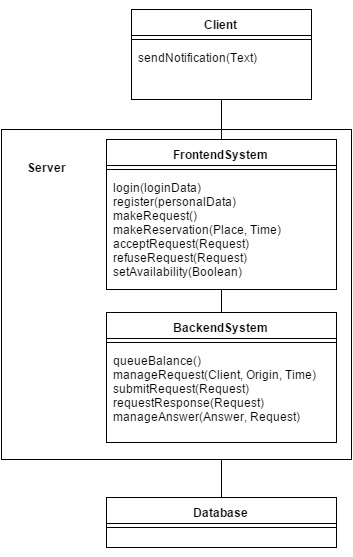 Client
sendNotification(Text)
Server
FrontendSystem
login(loginData)
register(personalData)
makeRequest()
makeReservation(Place, Time)
acceptRequest(Request)
refuseRequest(Request)
setAvailability(Boolean)
BackendSystem
queueBalance()
manageRequest(Client, Origin, Time)
submitRequest(Request)
requestResponse(Request)
manageAnswer(Answer, Request)
Database